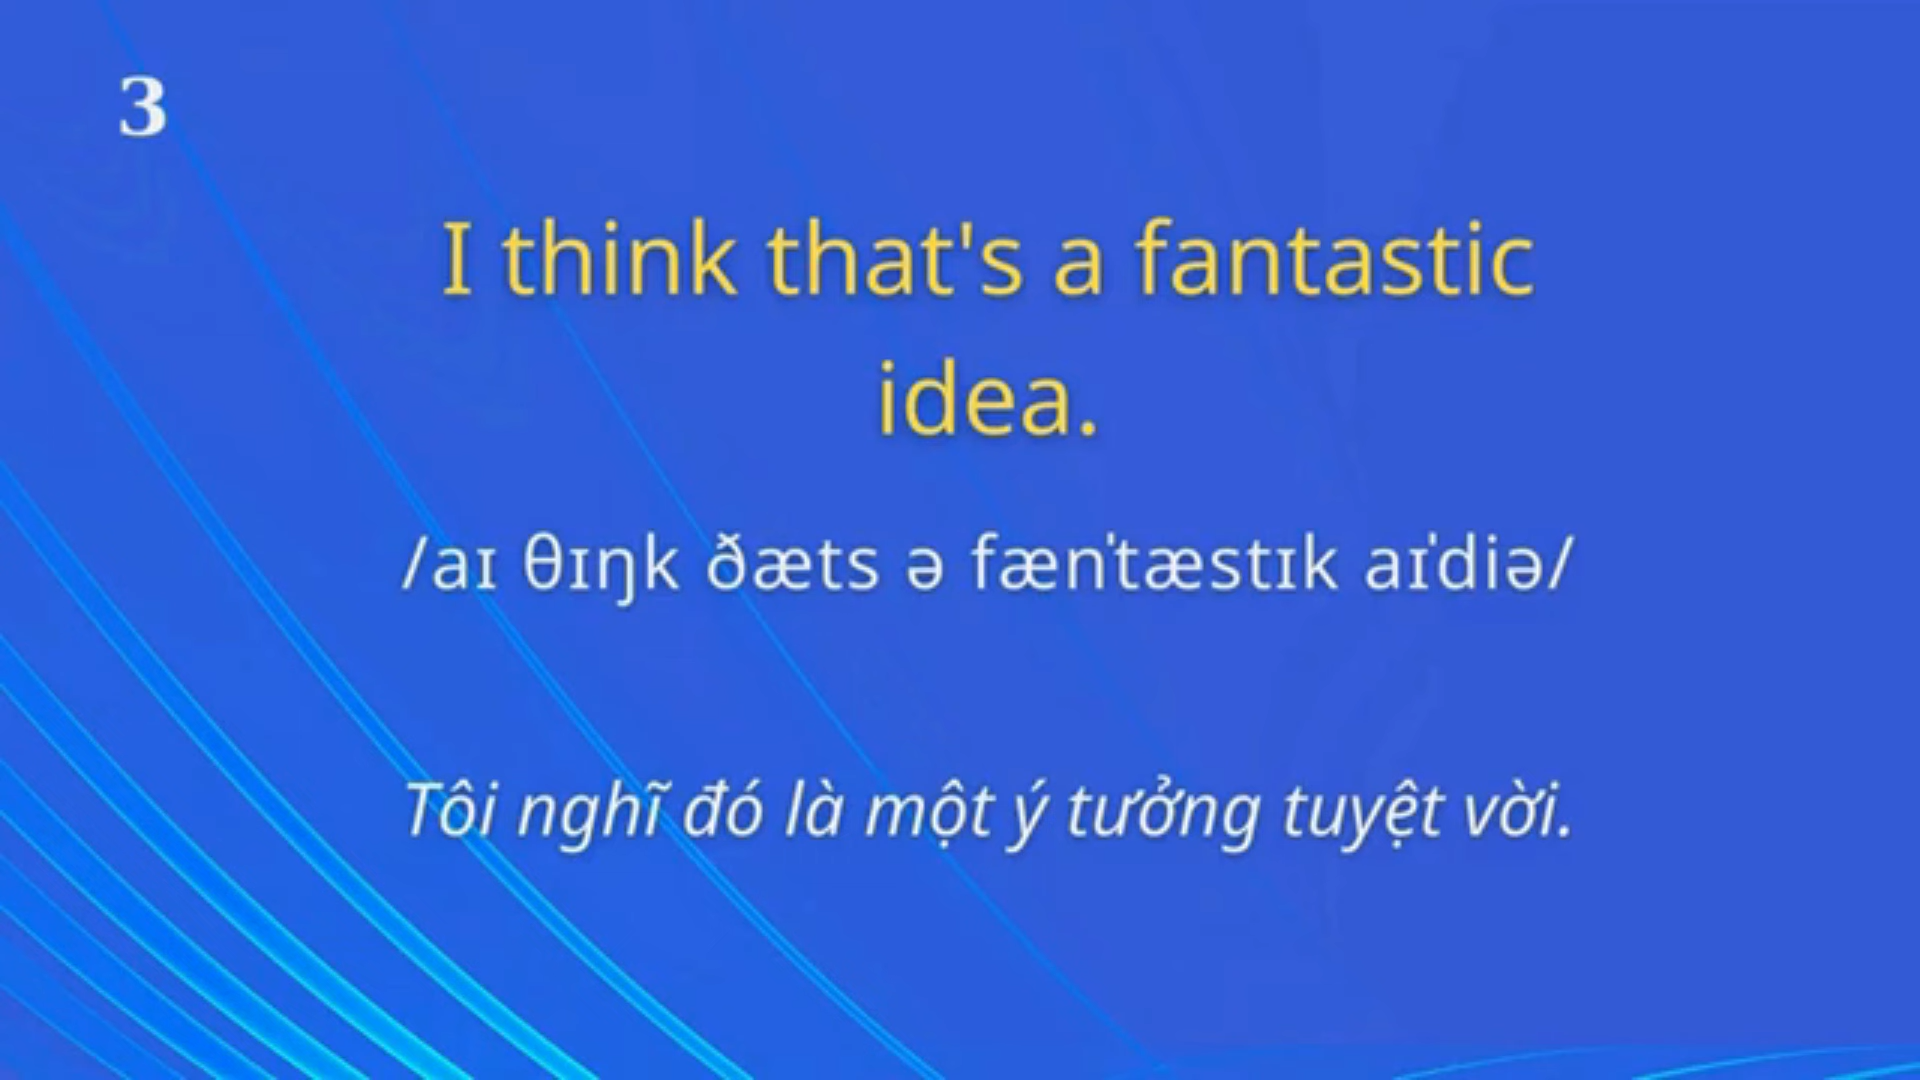 3
I think that's a fantastic
idea.
/aɪ θɪŋk ðæts ə fænˈtæstɪk aɪˈdiə/
Tôi nghĩ đó là một ý tưởng tuyệt vời.